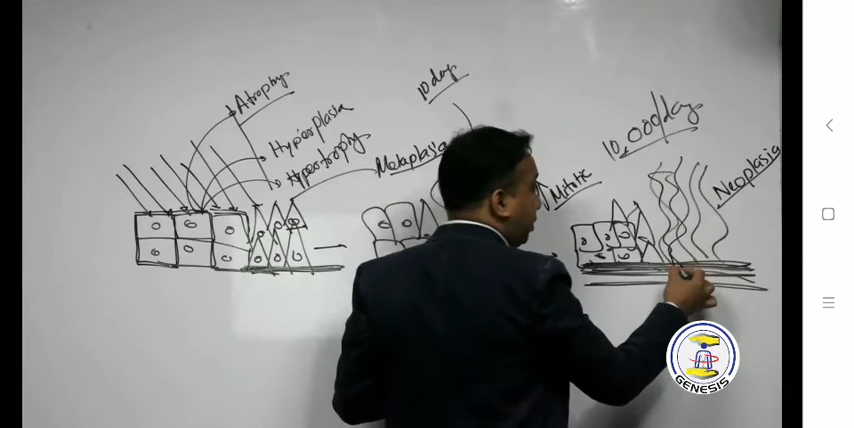 Atrophy
Hyperplasia
Hypertrophy
Metaplasia
10 day
Mitotic
10,000/day
Neoplasia
GENESIS